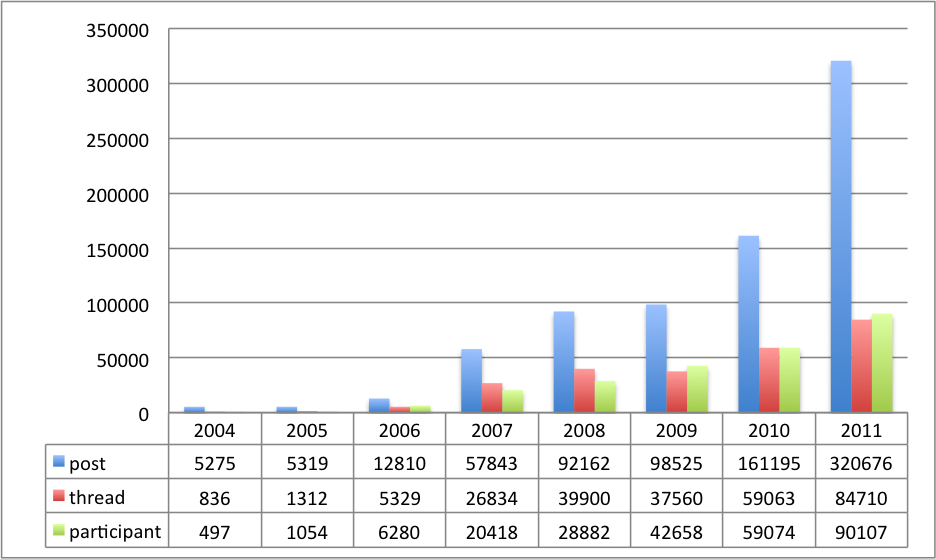 350000
300000
250000
200000
150000
100000
50000
0
2004 2005 2006 2007 2008 2009 2010 2011
post 5275 5319 12810 57843 92162 98525 161195 320676
thread 836 1312 5329 26834 39900 37560 59063 84710
participant 497 1054 6280 20418 28882 42658 59074 90107